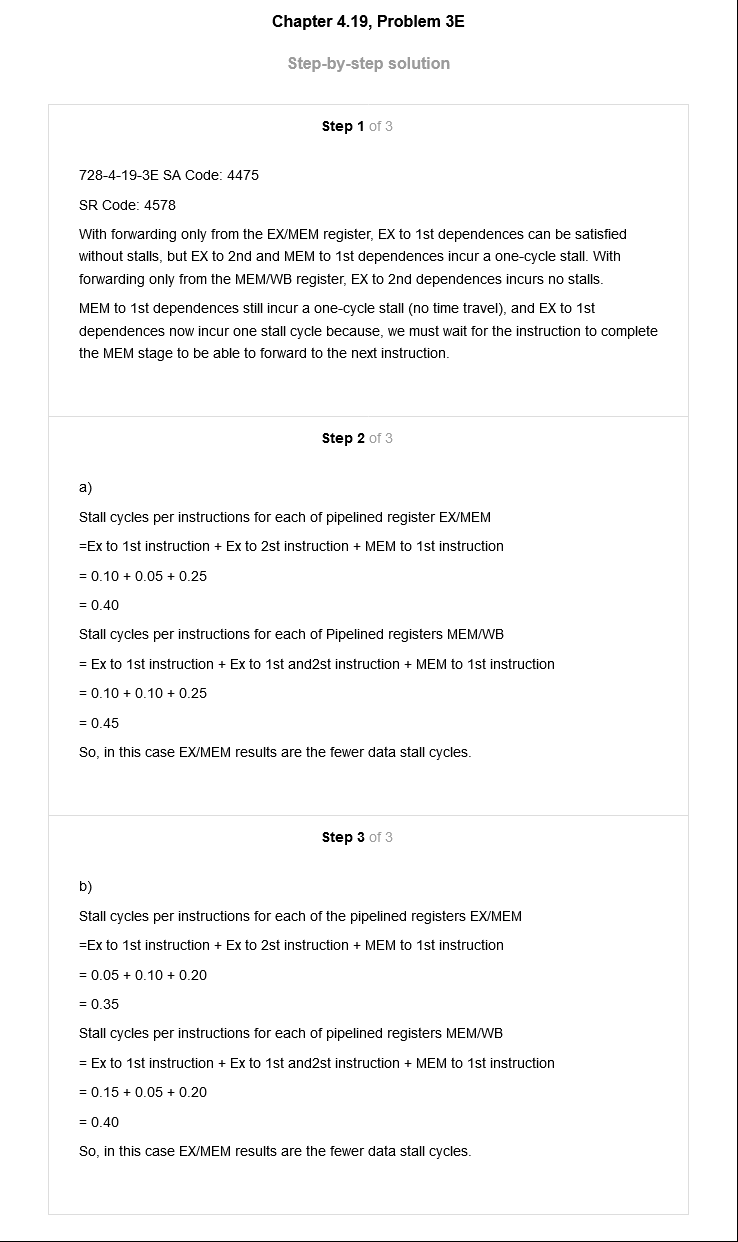 Chapter 4.19, Problem 3E
Step-by-step solution
Step 1 of 3
728-4-19-3E SA Code: 4475
SR Code: 4578
With forwarding only from the EX/MEM register, EX to 1st dependences can be satisfied
without stalls, but EX to 2nd and MEM to 1st dependences incur a one-cycle stall. With
forwarding only from the MEM/WB register, EX to 2nd dependences incurs no stalls.
MEM to 1st dependences still incur a one-cycle stall (no time travel), and EX to 1st
dependences now incur one stall cycle because, we must wait for the instruction to complete
the MEM stage to be able to forward to the next instruction.
Step 2 of 3
a)
Stall cycles per instructions for each of pipelined register EX/MEM
=Ex to 1st instruction + Ex to 2st instruction + MEM to 1st instruction
= 0.10 + 0.05 + 0.25
= 0.40
Stall cycles per instructions for each of Pipelined registers MEM/WB
= Ex to 1st instruction + Ex to 1st and2st instruction + MEM to 1st instruction
= 0.10 + 0.10 + 0.25
= 0.45
So, in this case EX/MEM results are the fewer data stall cycles.
Step 3 of 3
b)
Stall cycles per instructions for each of the pipelined registers EX/MEM
=Ex to 1st instruction + Ex to 2st instruction + MEM to 1st instruction
= 0.05 + 0.10 + 0.20
= 0.35
Stall cycles per instructions for each of pipelined registers MEM/WB
= Ex to 1st instruction + Ex to 1st and2st instruction + MEM to 1st instruction
= 0.15 + 0.05 + 0.20
= 0.40
So, in this case EX/MEM results are the fewer data stall cycles.